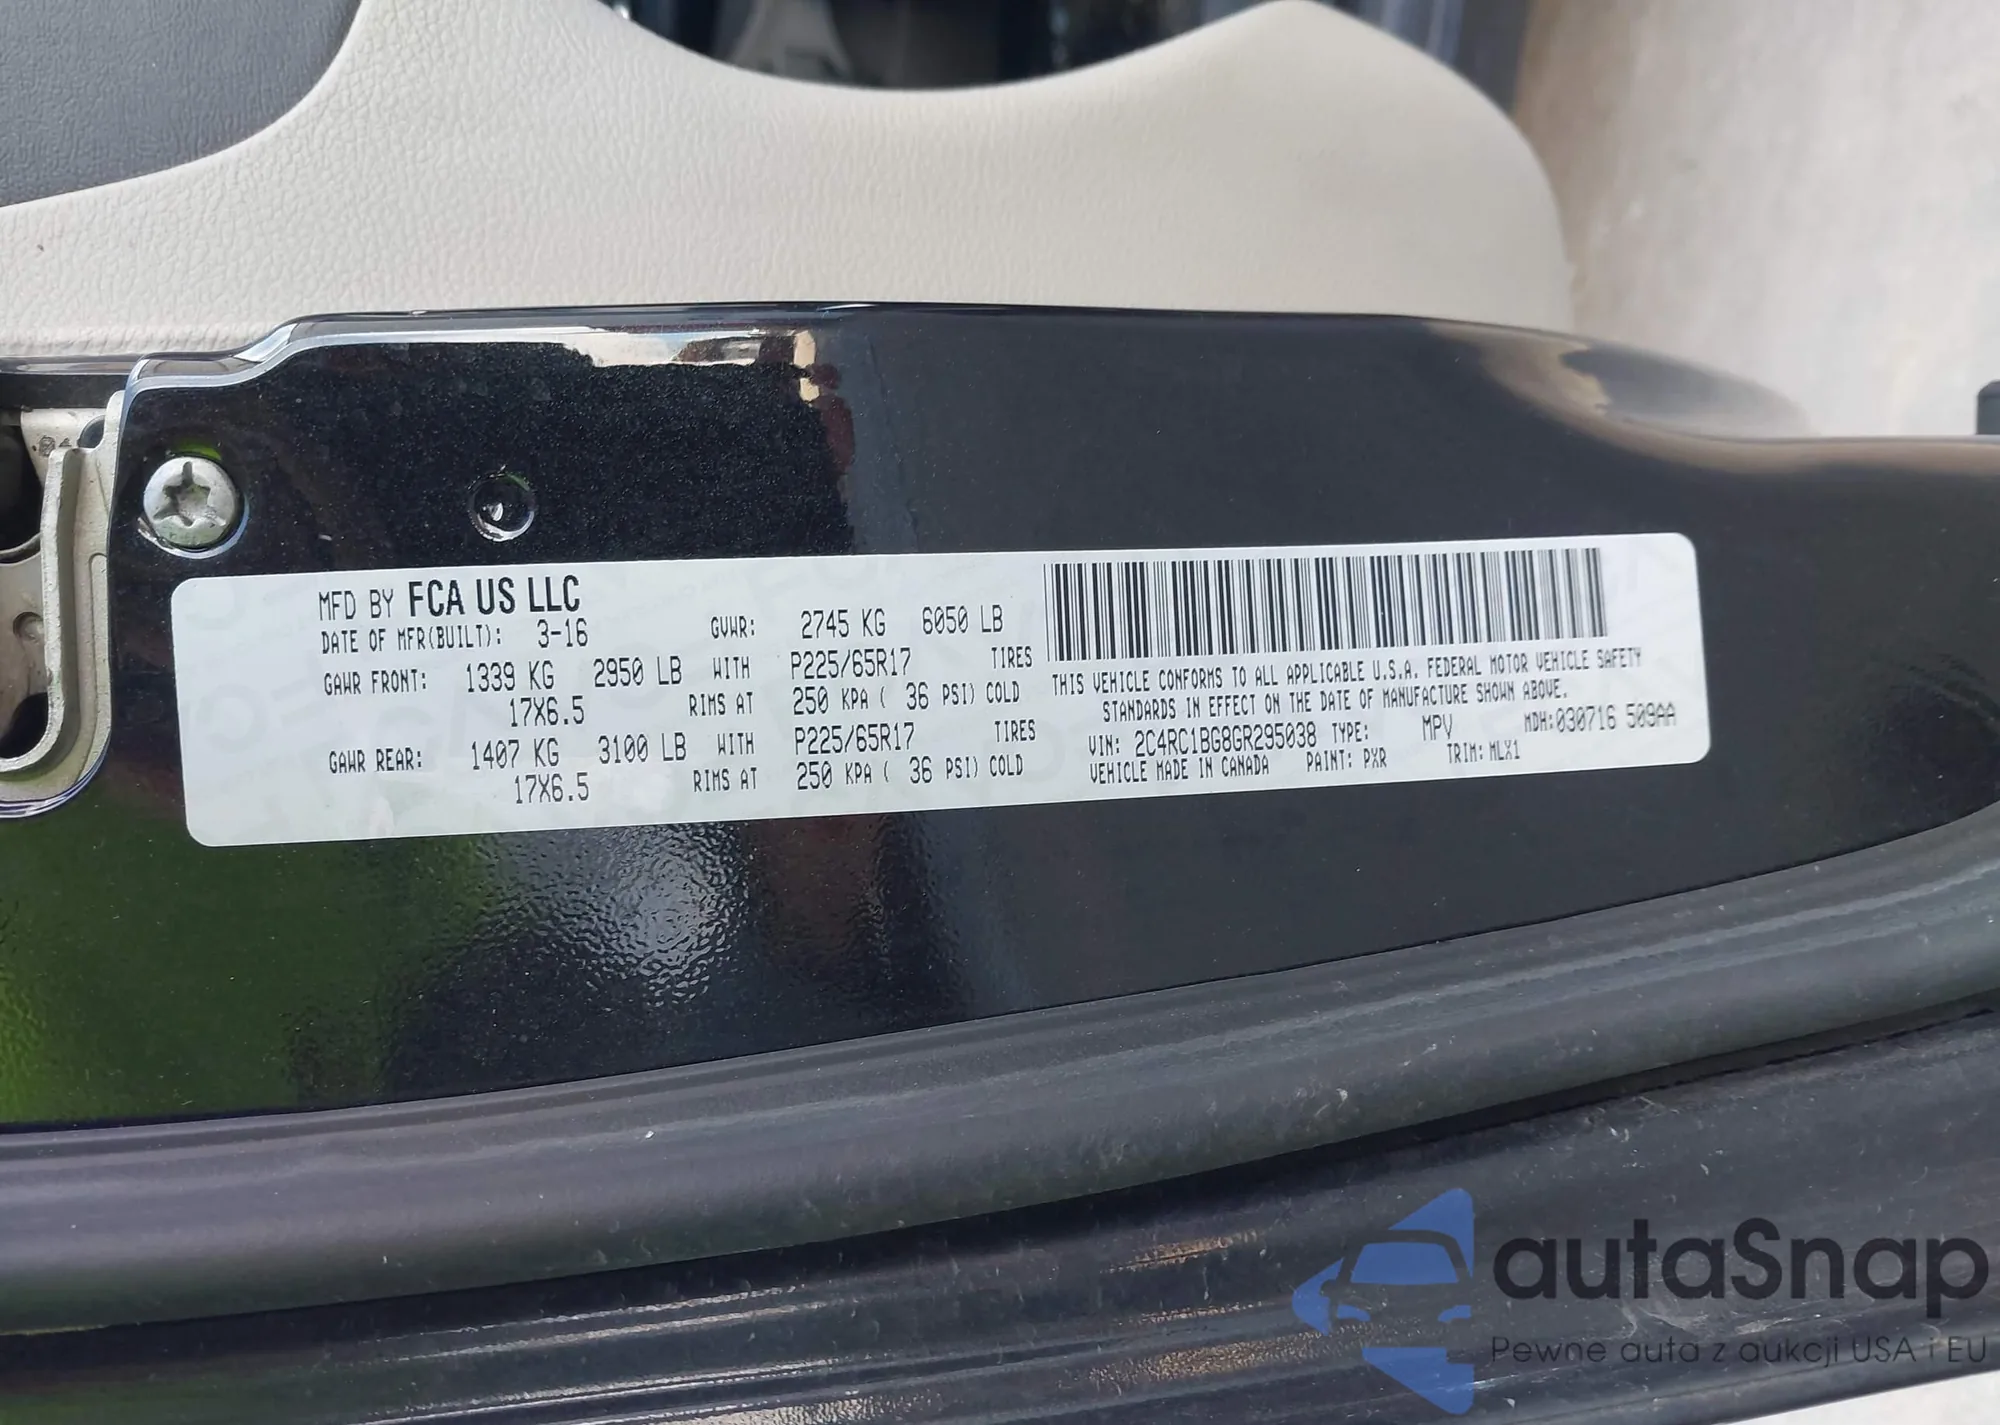 MFD BY FCA US LLC
DATE OF MFR(BUILT): 3-16 GVWR: 2745 KG 6050 LB
GAWR FRONT: 1339 KG 2950 LB WITH P225/65R17 TIRES
17X6.5 RIMS AT 250 KPA ( 36 PSI) COLD
GAWR REAR: 1407 KG 3100 LB WITH P225/65R17 TIRES
17X6.5 RIMS AT 250 KPA ( 36 PSI) COLD
THIS VEHICLE CONFORMS TO ALL APPLICABLE U.S.A. FEDERAL MOTOR VEHICLE SAFETY
STANDARDS IN EFFECT ON THE DATE OF MANUFACTURE SHOWN ABOVE.
VIN: 2C4RC1BG8GR295038 TYPE: MPV MDH:030716 509AA
VEHICLE MADE IN CANADA PAINT: PXR TRIM: MLX1
autaSnap
Pewne auta z aukcji USA i EU